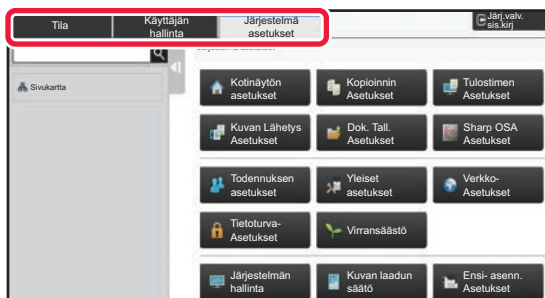 Tila
Käyttäjän
hallinta
Järjestelmä
asetukset
Järj.valv.
sis.kirj
Sivukartta
Kotinäytön
asetukset
Kopioinnin
Asetukset
Tulostimen
Asetukset
Kuvan Lähetys
Asetukset
Dok. Tall.
Asetukset
Sharp OSA
Asetukset
Todennuksen
asetukset
Yleiset
asetukset
Verkko-
Asetukset
Tietoturva-
Asetukset
Virransäästö
Järjestelmän
hallinta
Kuvan laadun
säätö
Ensi- asenn.
Asetukset